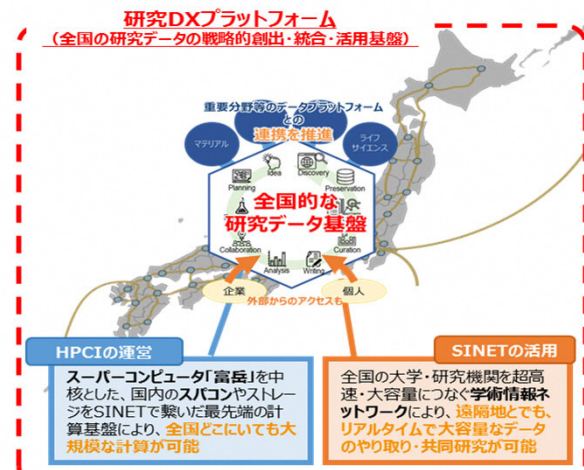 研究DXプラットフォーム
(全国の研究データの戦略的創出・統合・活用基盤)
重要分野等のデータプラットフォーム
との
連携を推進
マテリアル
ライフ
サイエンス
Idea
Discovery
Planning
Preservation
全国的な
研究データ基盤
Collaboration
Curation
Analysis
Writing
企業
個人
外部からのアクセスも
HPCIの運営
スーパーコンピュータ「富岳」を中
核とした、国内のスパコンやストレ
ージをSINETで繋いだ最先端の計
算基盤により、全国どこにいても大
規模な計算が可能
SINETの活用
全国の大学・研究機関を超高
速・大容量につなぐ学術情報ネ
ットワークにより、遠隔地とでも、
リアルタイムで大容量なデータ
のやり取り・共同研究が可能